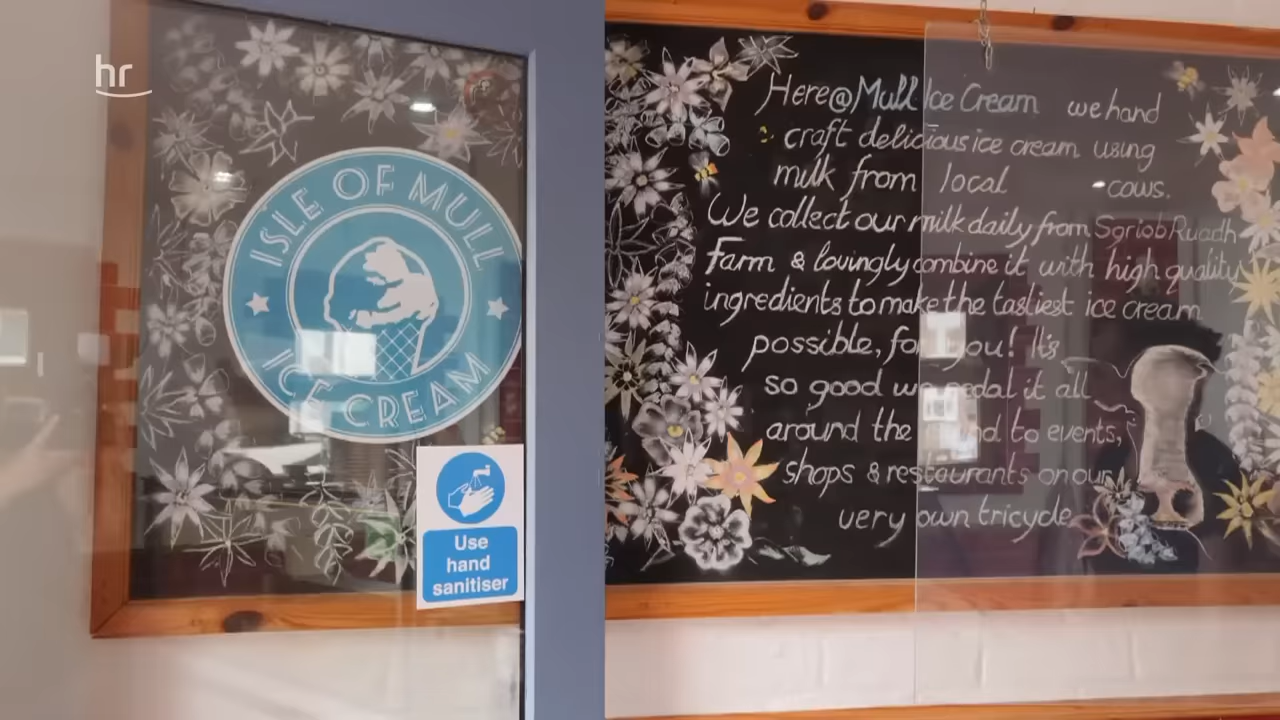 hr
ISLE OF MULL
ICE CREAM
Use
hand
sanitiser
Here@Mull Ice Cream we hand
craft delicious ice cream using
milk from local cows.
We collect our milk daily from Sgriob Ruadh
Farm & lovingly combine it with high quality
ingredients to make the tastiest ice cream
possible, for you! It's
so good we pedal it all
around the to events,
shops & restaurants on our
very own tricycle